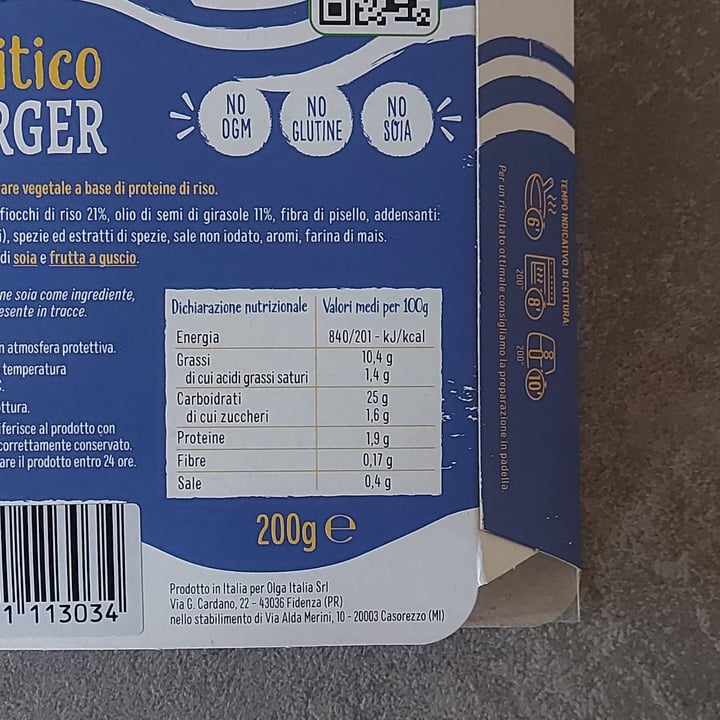 itico
RGER
NO
OGM
NO
GLUTINE
NO
SOIA
are vegetale a base di proteine di riso.
fiocchi di riso 21%, olio di semi di girasole 11%, fibra di pisello, addensanti:
i), spezie ed estratti di spezie, sale non iodato, aromi, farina di mais.
di soia e frutta a guscio.
ne soia come ingrediente,
esente in tracce.
n atmosfera protettiva.
temperatura
C.
ttura.
iferisce al prodotto con
correttamente conservato.
are il prodotto entro 24 ore.
Dichiarazione nutrizionale Valori medi per 100g
Energia 840/201 - kJ/kcal
Grassi 10,4 g
di cui acidi grassi saturi 1,4 g
Carboidrati 25 g
di cui zuccheri 1,6 g
Proteine 1,9 g
Fibre 0,17 g
Sale 0,4 g
200g e
1 113034
Prodotto in Italia per Olga Italia Srl
Via G. Cardano, 22 – 43036 Fidenza (PR)
nello stabilimento di Via Alda Merini, 10 - 20003 Casorezzo (MI)
TEMPO INDICATIVO DI COTTURA:
6'
8'
200°
10'
200°
Per un risultato ottimale consigliamo la preparazione in padella.